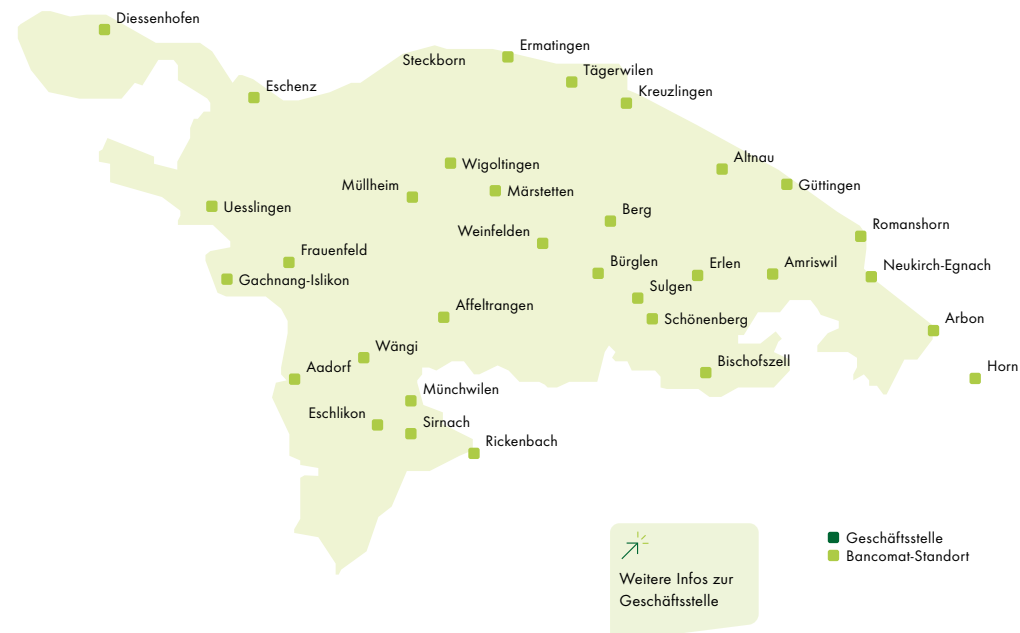 Diessenhofen
Ermatingen
Steckborn
Tägerwilen
Eschenz
Kreuzlingen
Altnau
Wigoltingen
Müllheim
Märstetten
Güttingen
Uesslingen
Berg
Romanshorn
Weinfelden
Frauenfeld
Bürglen
Erlen
Amriswil
Neukirch-Egnach
Gachnang-Islikon
Sulgen
Affeltrangen
Schönenberg
Arbon
Wängi
Bischofszell
Aadorf
Horn
Münchwilen
Eschlikon
Sirnach
Rickenbach
Geschäftsstelle
Bancomat-Standort
Weitere Infos zur
Geschäftsstelle